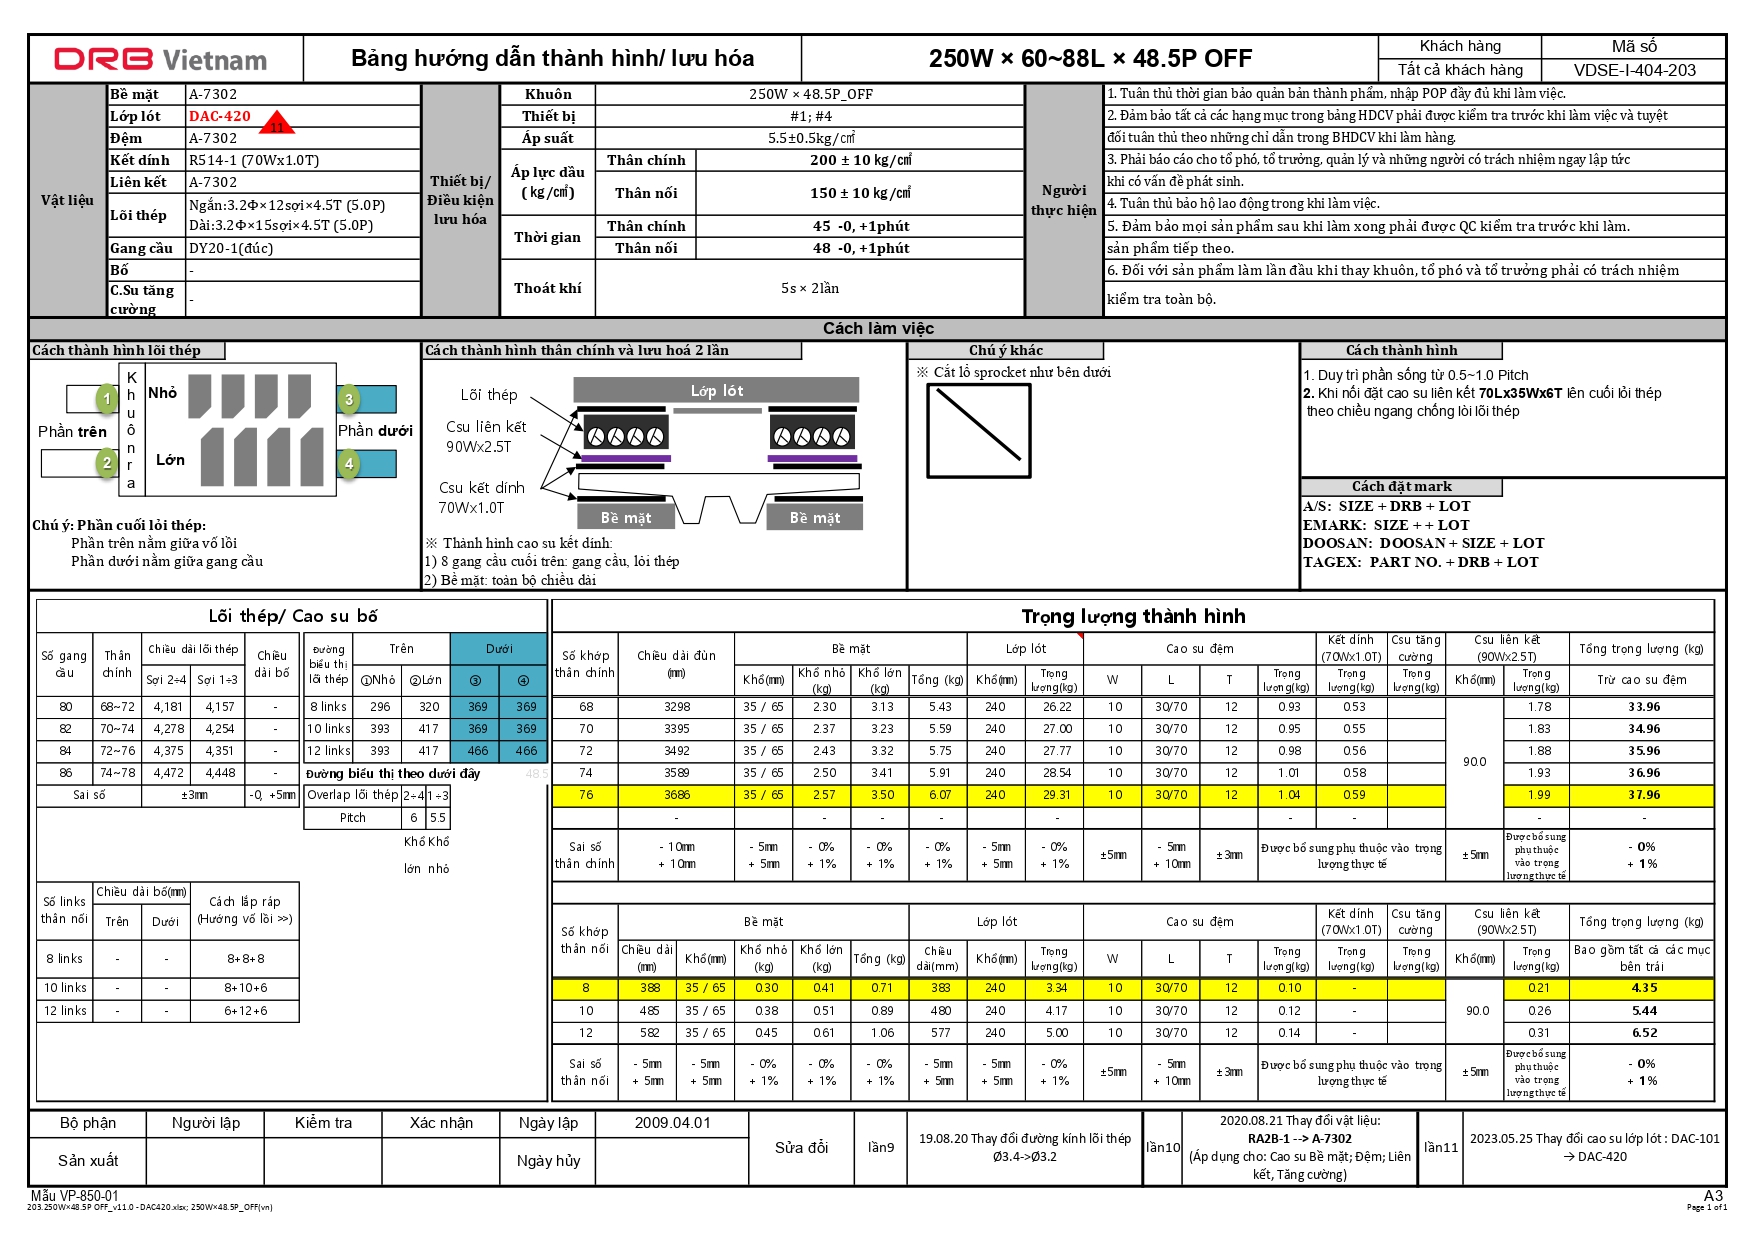 DRB Vietnam
Bảng hướng dẫn thành hình/ lưu hóa
250W × 60~88L × 48.5P OFF
Khách hàng
Mã số
Tất cả khách hàng
VDSE-I-404-203
Vật liệu
Bề mặt A-7302
Lớp lót DAC-420
11
Đệm A-7302
Kết dính R514-1 (70Wx1.0T)
Liên kết A-7302
Lõi thép
Ngắn:3.2Φ×12sợi×4.5T (5.0P)
Dài:3.2Φ×15sợi×4.5T (5.0P)
Gang cầu DY20-1(đúc)
Bố -
C.Su tăng cường -
Thiết bị/ Điều kiện lưu hóa
Khuôn 250W × 48.5P_OFF
Thiết bị #1; #4
Áp suất 5.5±0.5kg/㎠
Áp lực dầu ( kg/㎠)
Thân chính 200 ± 10 kg/㎠
Thân nối 150 ± 10 kg/㎠
Thời gian
Thân chính 45 -0, +1phút
Thân nối 48 -0, +1phút
Thoát khí 5s × 2lần
Người thực hiện
1. Tuân thủ thời gian bảo quản bản thành phẩm, nhập POP đầy đủ khi làm việc.
2. Đảm bảo tất cả các hạng mục trong bảng HDCV phải được kiểm tra trước khi làm việc và tuyệt
đối tuân thủ theo những chỉ dẫn trong BHDCV khi làm hàng.
3. Phải báo cáo cho tổ phó, tổ trưởng, quản lý và những người có trách nhiệm ngay lập tức
khi có vấn đề phát sinh.
4. Tuân thủ bảo hộ lao động trong khi làm việc.
5. Đảm bảo mọi sản phẩm sau khi làm xong phải được QC kiểm tra trước khi làm.
sản phẩm tiếp theo.
6. Đối với sản phẩm làm lần đầu khi thay khuôn, tổ phó và tổ trưởng phải có trách nhiệm
kiểm tra toàn bộ.
Cách làm việc
Cách thành hình lõi thép
Khuôn ra
Nhỏ
Lớn
1
2
3
4
Phần trên
Phần dưới
Chú ý: Phần cuối lỏi thép:
Phần trên nằm giữa vố lồi
Phần dưới nằm giữa gang cầu
Cách thành hình thân chính và lưu hoá 2 lần
Lớp lót
Lõi thép
Csu liên kết
90Wx2.5T
Csu kết dính
70Wx1.0T
Bề mặt
Bề mặt
※ Thành hình cao su kết dính:
1) 8 gang cầu cuối trên: gang cầu, lỏi thép
2) Bề mặt: toàn bộ chiều dài
Chú ý khác
※ Cắt lổ sprocket như bên dưới
Cách thành hình
1. Duy trì phần sống từ 0.5~1.0 Pitch
2. Khi nối đặt cao su liên kết 70Lx35Wx6T lên cuối lỏi thép
theo chiều ngang chống lòi lõi thép
Cách đặt mark
A/S: SIZE + DRB + LOT
EMARK: SIZE + + LOT
DOOSAN: DOOSAN + SIZE + LOT
TAGEX: PART NO. + DRB + LOT
Lõi thép/ Cao su bố
Số gang cầu Thân chính Chiều dài lõi thép Chiều dài bố
Sợi 2÷4 Sợi 1÷3
80 68~72 4,181 4,157 -
82 70~74 4,278 4,254 -
84 72~76 4,375 4,351 -
86 74~78 4,472 4,448 -
Sai số ±3mm -0, +5mm
Đường biểu thị lõi thép Trên Dưới
①Nhỏ ②Lớn ③ ④
8 links 296 320 369 369
10 links 393 417 369 369
12 links 393 417 466 466
Đường biểu thị theo dưới đây 48.5
Overlap lõi thép 2÷4 1÷3
Pitch 6 5.5
Khổ Khổ
lớn nhỏ
Số links thân nối Chiều dài bố(mm) Cách lắp ráp (Hướng vố lồi >>)
Trên Dưới
8 links - - 8+8+8
10 links - - 8+10+6
12 links - - 6+12+6
Trọng lượng thành hình
Số khớp thân chính Chiều dài đùn (mm) Bề mặt Lớp lót Cao su đệm Kết dính (70Wx1.0T) Csu tăng cường Csu liên kết (90Wx2.5T) Tổng trọng lượng (kg)
Khổ(mm) Khổ nhỏ (kg) Khổ lớn (kg) Tổng (kg) Khổ(mm) Trọng lượng(kg) W L T Trọng lượng(kg) Trọng lượng(kg) Trọng lượng(kg) Khổ(mm) Trọng lượng(kg) Trừ cao su đệm
68 3298 35 / 65 2.30 3.13 5.43 240 26.22 10 30/70 12 0.93 0.53 1.78 33.96
70 3395 35 / 65 2.37 3.23 5.59 240 27.00 10 30/70 12 0.95 0.55 1.83 34.96
72 3492 35 / 65 2.43 3.32 5.75 240 27.77 10 30/70 12 0.98 0.56 1.88 35.96
74 3589 35 / 65 2.50 3.41 5.91 240 28.54 10 30/70 12 1.01 0.58 90.0 1.93 36.96
76 3686 35 / 65 2.57 3.50 6.07 240 29.31 10 30/70 12 1.04 0.59 1.99 37.96
- - - - - - - - -
Sai số thân chính - 10mm + 10mm - 5mm + 5mm - 0% + 1% - 0% + 1% - 0% + 1% - 5mm + 5mm - 0% + 1% ±5mm - 5mm + 10mm ±3mm Được bổ sung phụ thuộc vào trọng lượng thực tế ±5mm Được bổ sung phụ thuộc vào trọng lượng thực tế - 0% + 1%
Số khớp thân nối Bề mặt Lớp lót Cao su đệm Kết dính (70Wx1.0T) Csu tăng cường Csu liên kết (90Wx2.5T) Tổng trọng lượng (kg)
Chiều dài (mm) Khổ(mm) Khổ nhỏ (kg) Khổ lớn (kg) Tổng (kg) Chiều dài(mm) Khổ(mm) Trọng lượng(kg) W L T Trọng lượng(kg) Trọng lượng(kg) Trọng lượng(kg) Khổ(mm) Trọng lượng(kg) Bao gồm tất cả các mục bên trái
8 388 35 / 65 0.30 0.41 0.71 383 240 3.34 10 30/70 12 0.10 - 0.21 4.35
10 485 35 / 65 0.38 0.51 0.89 480 240 4.17 10 30/70 12 0.12 - 90.0 0.26 5.44
12 582 35 / 65 0.45 0.61 1.06 577 240 5.00 10 30/70 12 0.14 - 0.31 6.52
Sai số thân nối - 5mm + 5mm - 5mm + 5mm - 0% + 1% - 0% + 1% - 0% + 1% - 5mm + 5mm - 5mm + 5mm - 0% + 1% ±5mm - 5mm + 10mm ±3mm Được bổ sung phụ thuộc vào trọng lượng thực tế ±5mm Được bổ sung phụ thuộc vào trọng lượng thực tế - 0% + 1%
Bộ phận Người lập Kiểm tra Xác nhận Ngày lập 2009.04.01
Sản xuất Ngày hủy
Sửa đổi
lần9
19.08.20 Thay đổi đường kính lõi thép
Ø3.4->Ø3.2
lần10
2020.08.21 Thay đổi vật liệu:
RA2B-1 --> A-7302
(Áp dụng cho: Cao su Bề mặt; Đệm; Liên
kết, Tăng cường)
lần11
2023.05.25 Thay đổi cao su lớp lót : DAC-101
→ DAC-420
Mẫu VP-850-01
203.250W×48.5P OFF_v11.0 - DAC420.xlsx; 250W×48.5P_OFF(vn)
A3
Page 1 of 1